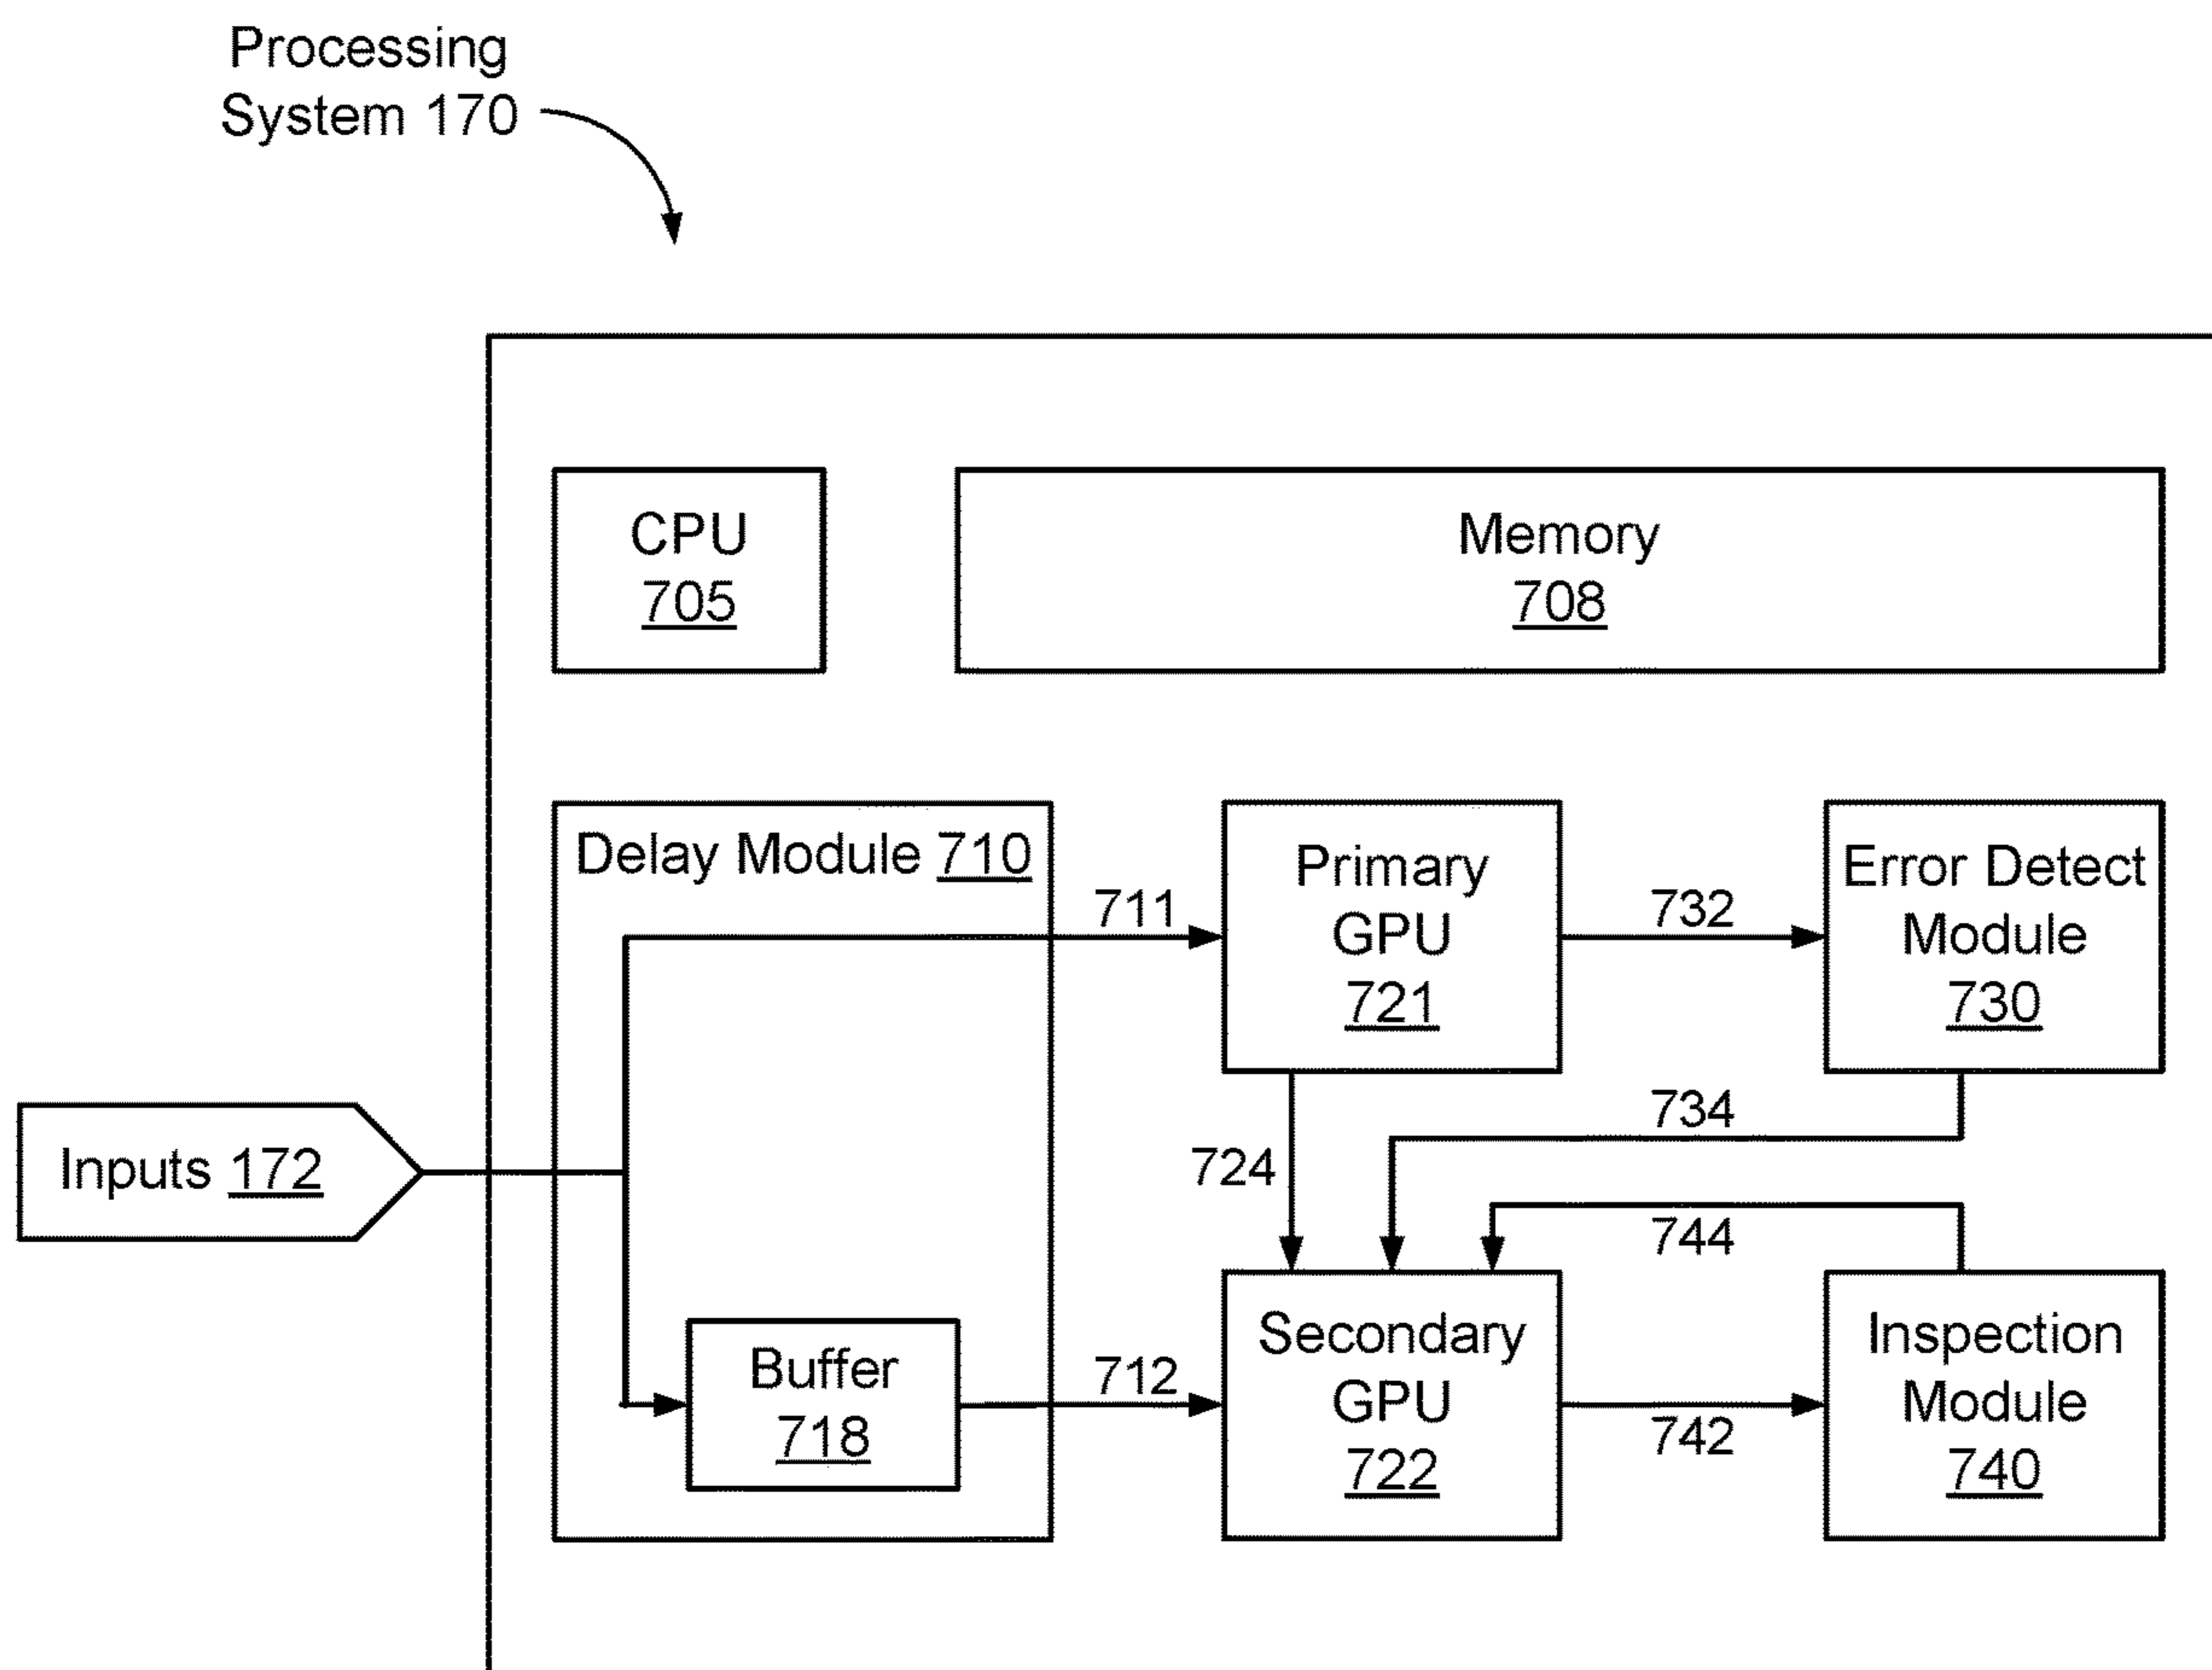 Processing
System 170
CPU
705
Memory
708
Delay Module 710
711
Primary
GPU
721
732
Error Detect
Module
730
734
724
Inputs 172
744
Buffer
718
712
Secondary
GPU
722
742
Inspection
Module
740